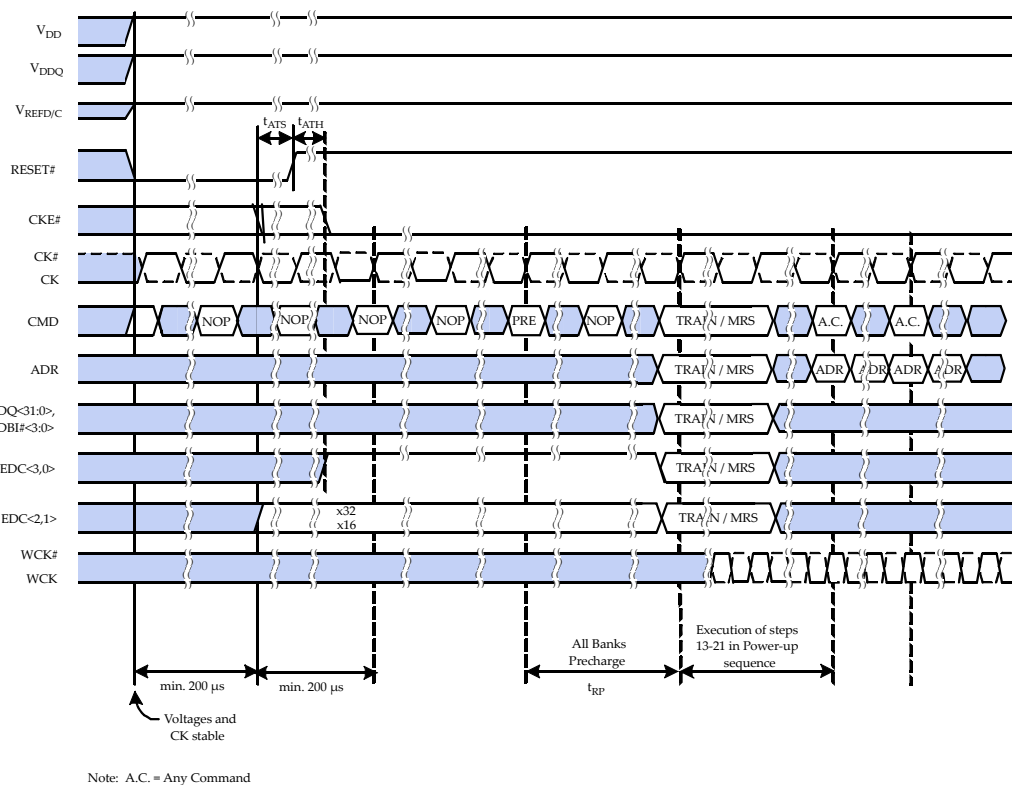 VDD
VDDQ
VREFD/C
tATS tATH
RESET#
CKE#
CK#
CK
CMD NOP NOP NOP NOP PRE NOP TRAIN / MRS A.C. A.C.
ADR TRAIN / MRS ADR ADR ADR ADR
DQ<31:0>,
DBI#<3:0> TRAIN / MRS
EDC<3,0> TRAIN / MRS
EDC<2,1> x32 TRAIN / MRS
x16
WCK#
WCK
All Banks
Precharge
tRP
Execution of steps
13-21 in Power-up
sequence
min. 200 µs min. 200 µs
Voltages and
CK stable
Note: A.C. = Any Command